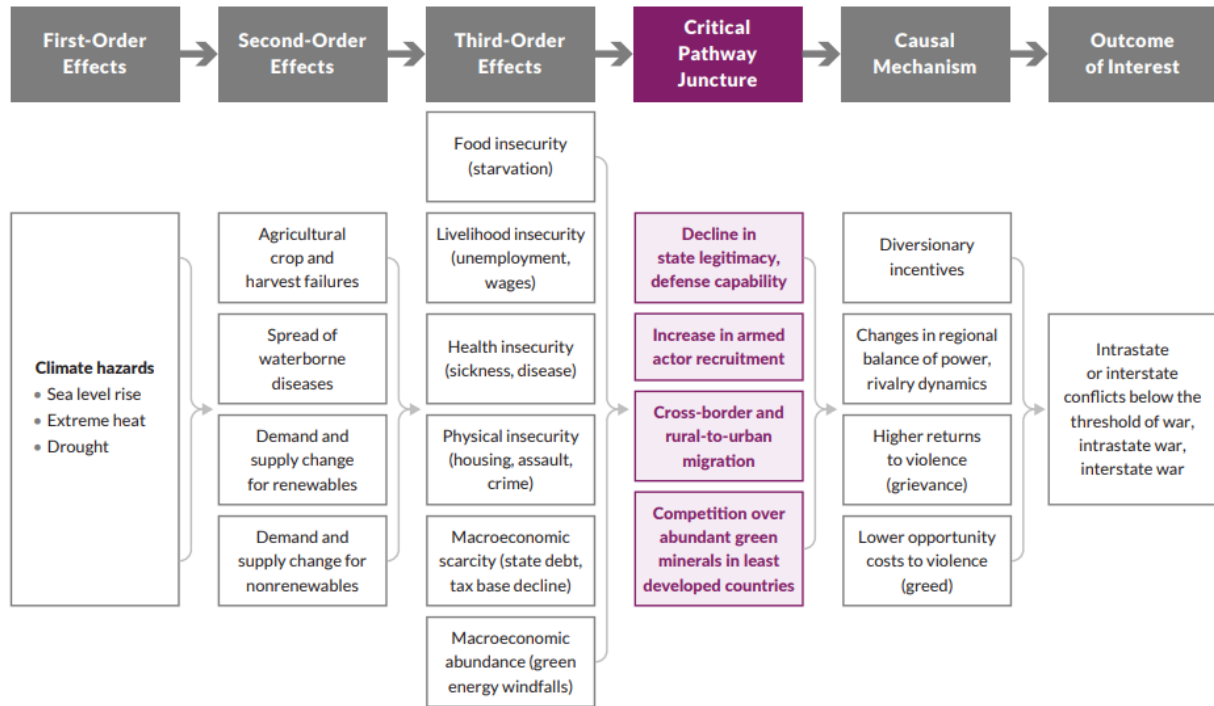 First-Order
Effects
Second-Order
Effects
Third-Order
Effects
Critical
Pathway
Juncture
Causal
Mechanism
Outcome
of Interest
Climate hazards
• Sea level rise
• Extreme heat
• Drought
Agricultural
crop and
harvest failures
Spread of
waterborne
diseases
Demand and
supply change
for renewables
Demand and
supply change for
nonrenewables
Food insecurity
(starvation)
Livelihood insecurity
(unemployment,
wages)
Health insecurity
(sickness, disease)
Physical insecurity
(housing, assault,
crime)
Macroeconomic
scarcity (state debt,
tax base decline)
Macroeconomic
abundance (green
energy windfalls)
Decline in
state legitimacy,
defense capability
Increase in armed
actor recruitment
Cross-border and
rural-to-urban
migration
Competition over
abundant green
minerals in least
developed countries
Diversionary
incentives
Changes in regional
balance of power,
rivalry dynamics
Higher returns
to violence
(grievance)
Lower opportunity
costs to violence
(greed)
Intrastate
or interstate
conflicts below the
threshold of war,
intrastate war,
interstate war